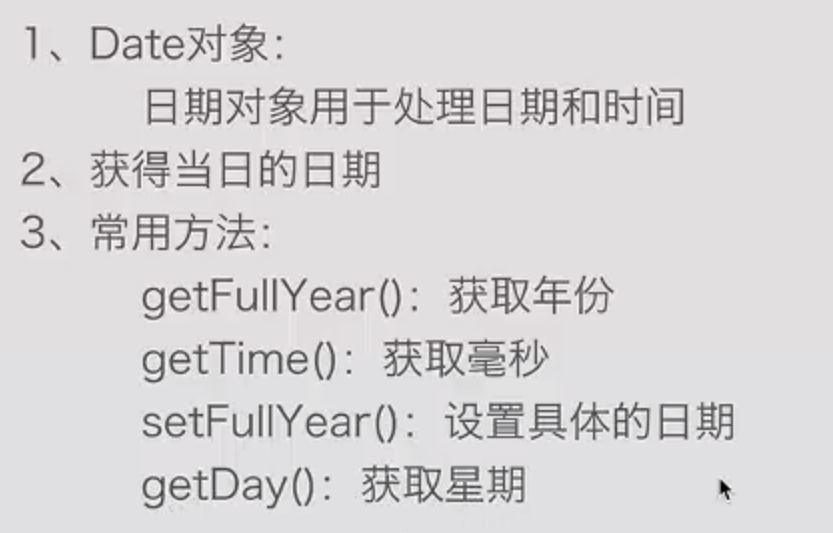 1、Date对象：
日期对象用于处理日期和时间
2、获得当日的日期
3、常用方法：
getFullYear()：获取年份
getTime()：获取毫秒
setFullYear()：设置具体的日期
getDay()：获取星期